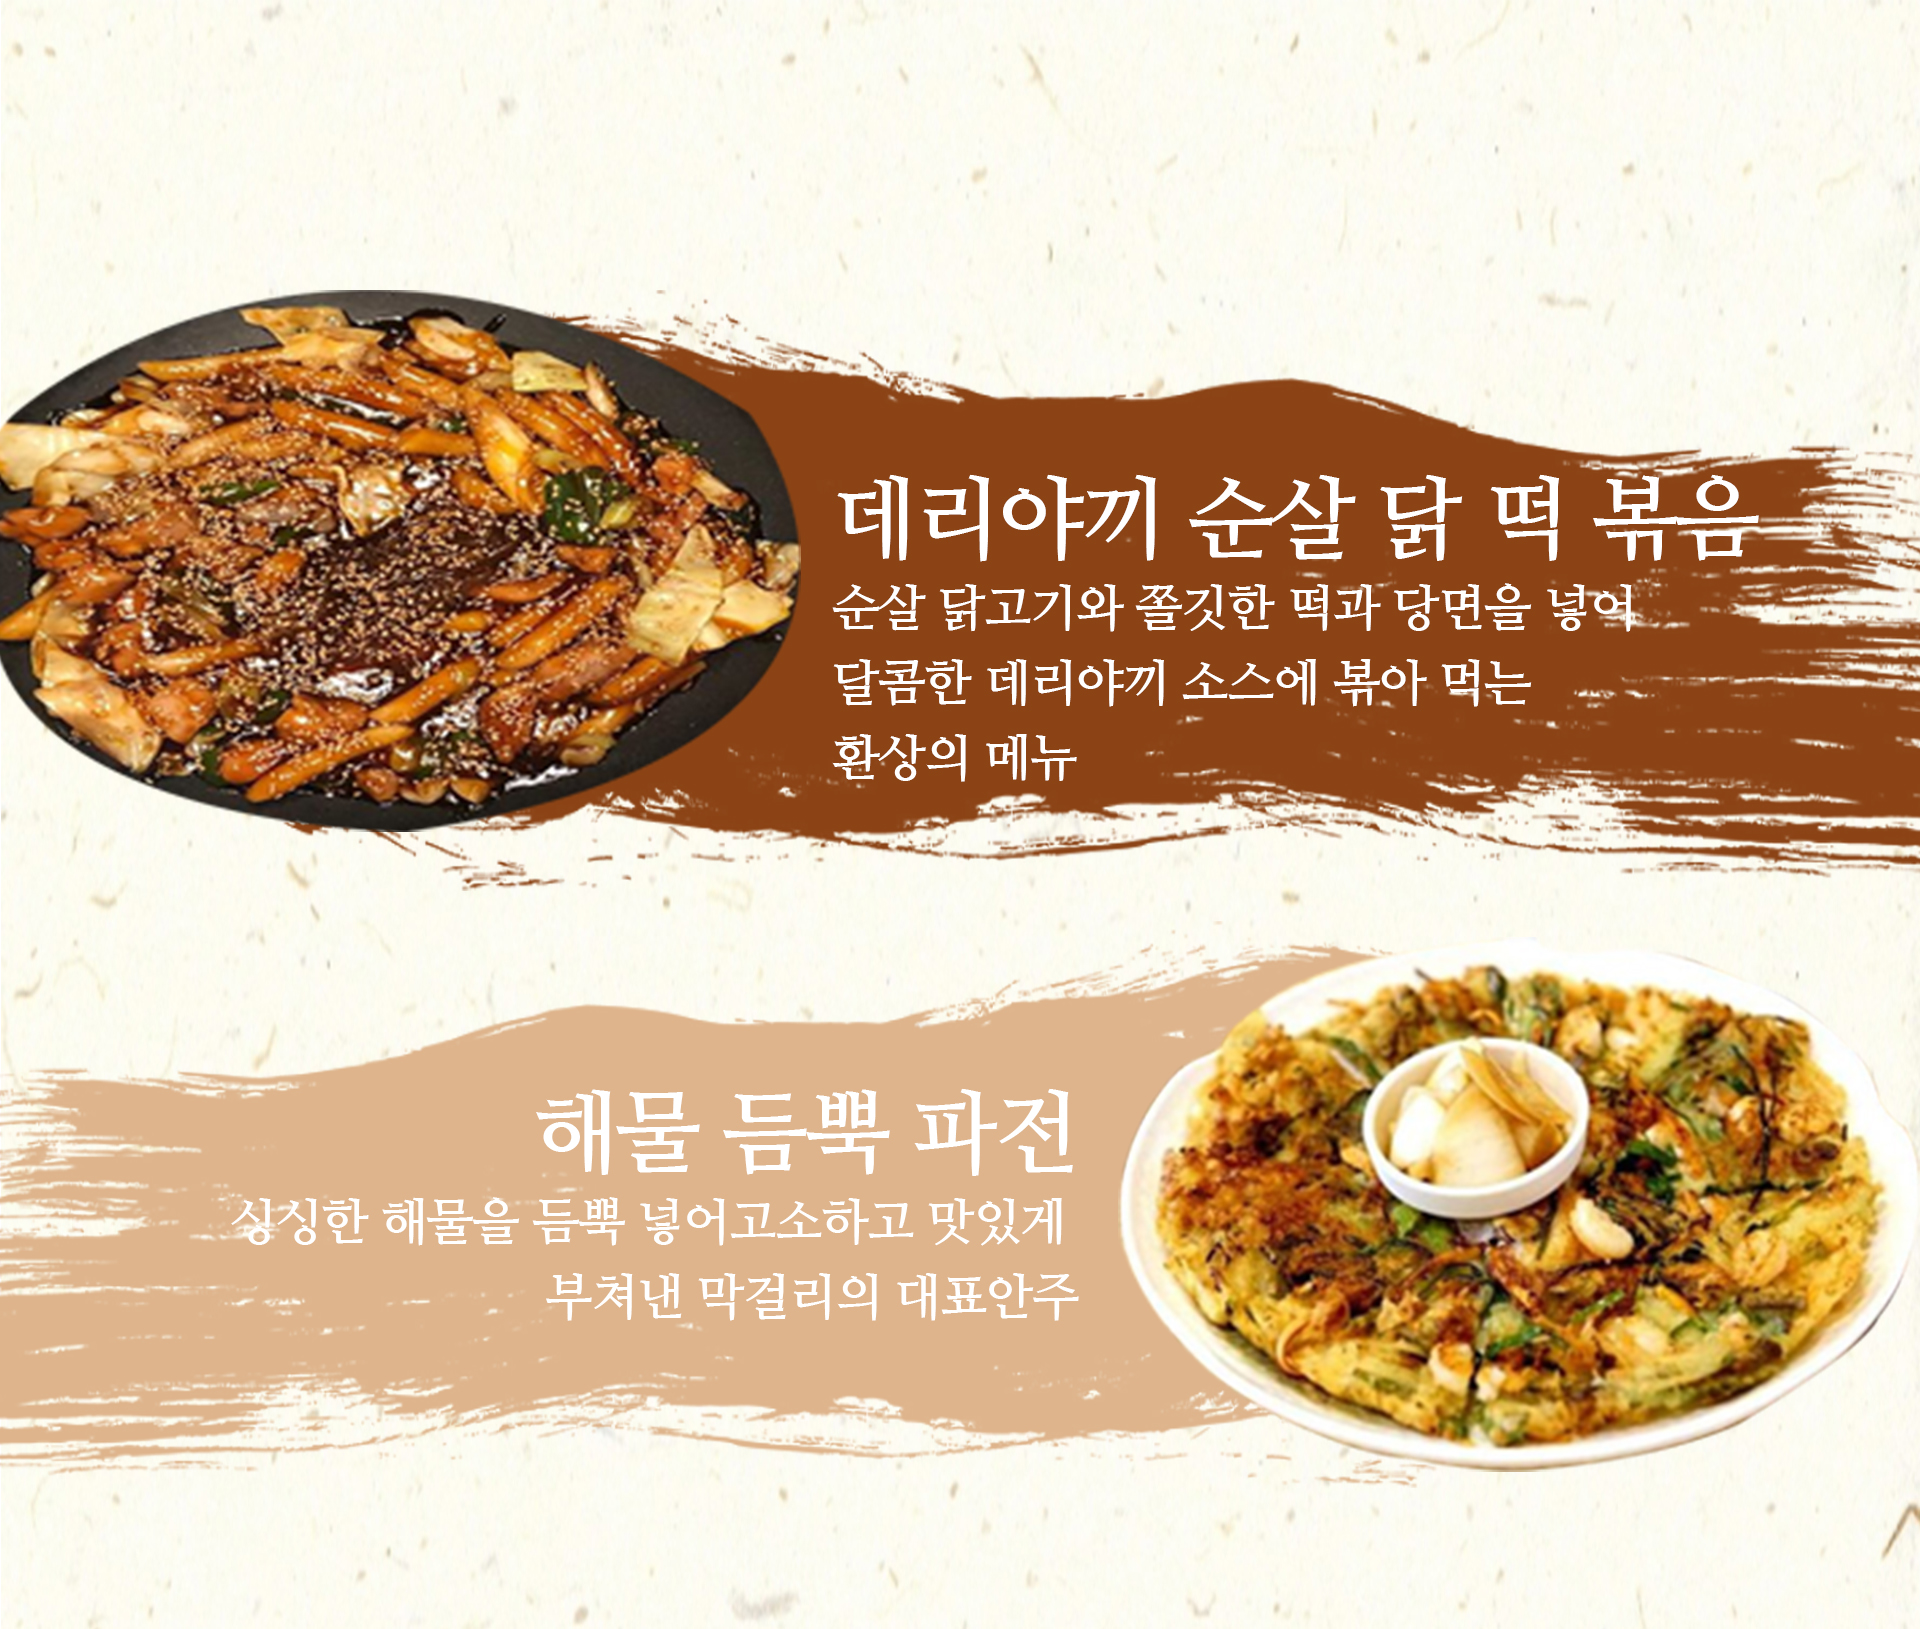 데리야끼 순살 닭 떡 볶음
순살 닭고기와 쫄깃한 떡과 당면을 넣어
달콤한 데리야끼 소스에 볶아 먹는
환상의 메뉴
해물 듬뿍 파전
싱싱한 해물을 듬뿍 넣어고소하고 맛있게
부쳐낸 막걸리의 대표안주